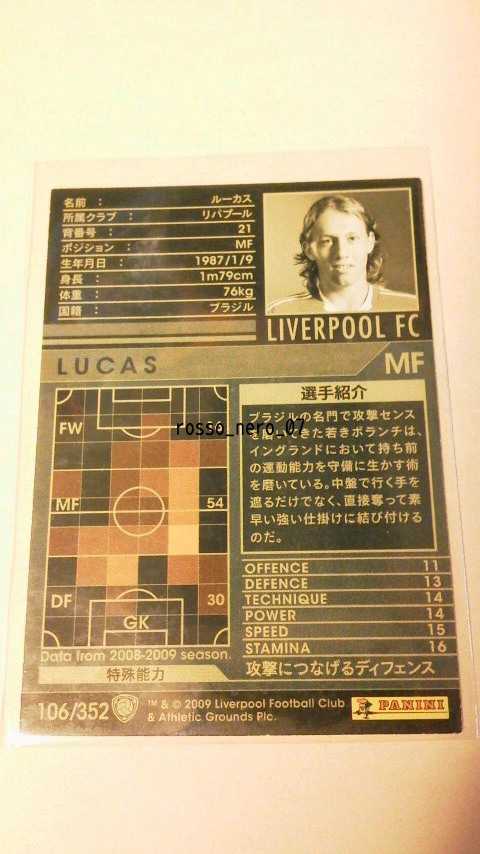 名前 : ルーカス
所属クラブ : リバプール
背番号 : 21
ポジション : MF
生年月日 : 1987/1/9
身長 : 1m79cm
体重 : 76kg
国籍 : ブラジル
LIVERPOOL FC
LUCAS
MF
選手紹介
ブラジルの名門で攻撃センス
を磨いてきた若きボランチは、
イングランドにおいて持ち前
の運動能力を守備に生かす術
を磨いている。中盤で行く手を
遮るだけでなく、直接奪って素
早い強い仕掛けに結び付ける
のだ。
FW
rosso_nero_07
MF 54
DF 30
GK
Data from 2008-2009 season.
OFFENCE 11
DEFENCE 13
TECHNIQUE 14
POWER 14
SPEED 15
STAMINA 16
特殊能力
攻撃につなげるディフェンス
106/352
™ & © 2009 Liverpool Football Club
& Athletic Grounds Plc.
PANINI